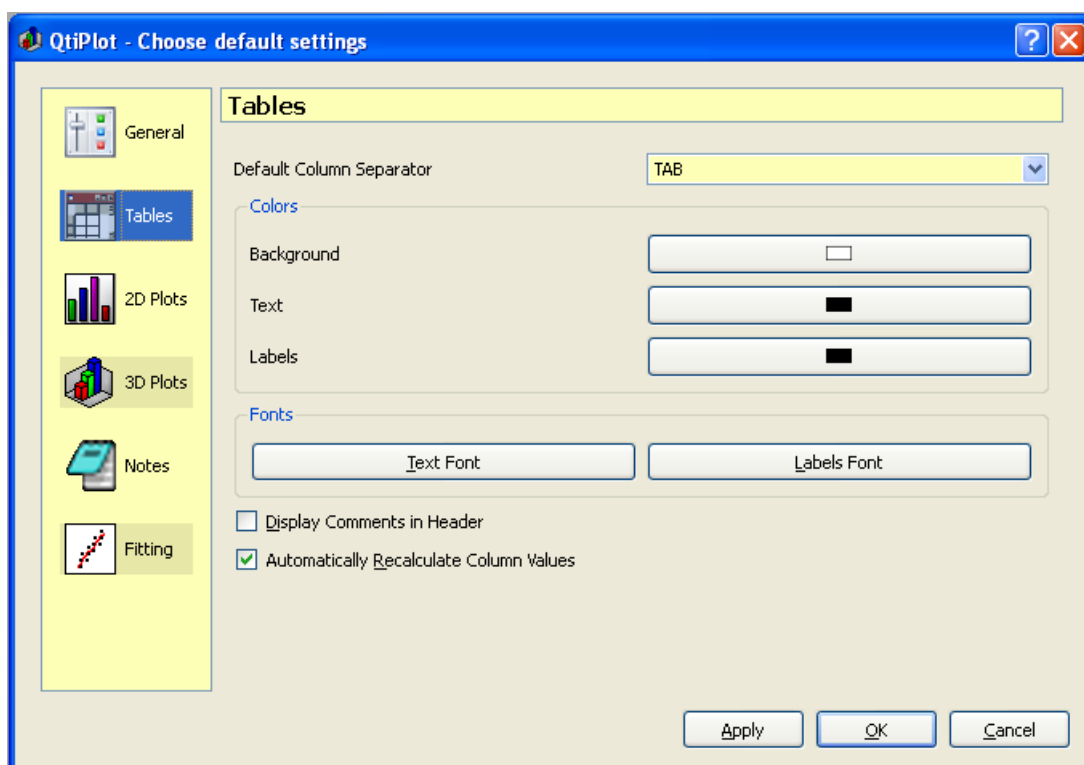 QtiPlot - Choose default settings
General
Tables
2D Plots
3D Plots
Notes
Fitting
Tables
Default Column Separator TAB
Colors
Background
Text
Labels
Fonts
Text Font Labels Font
Display Comments in Header
Automatically Recalculate Column Values
Apply OK Cancel